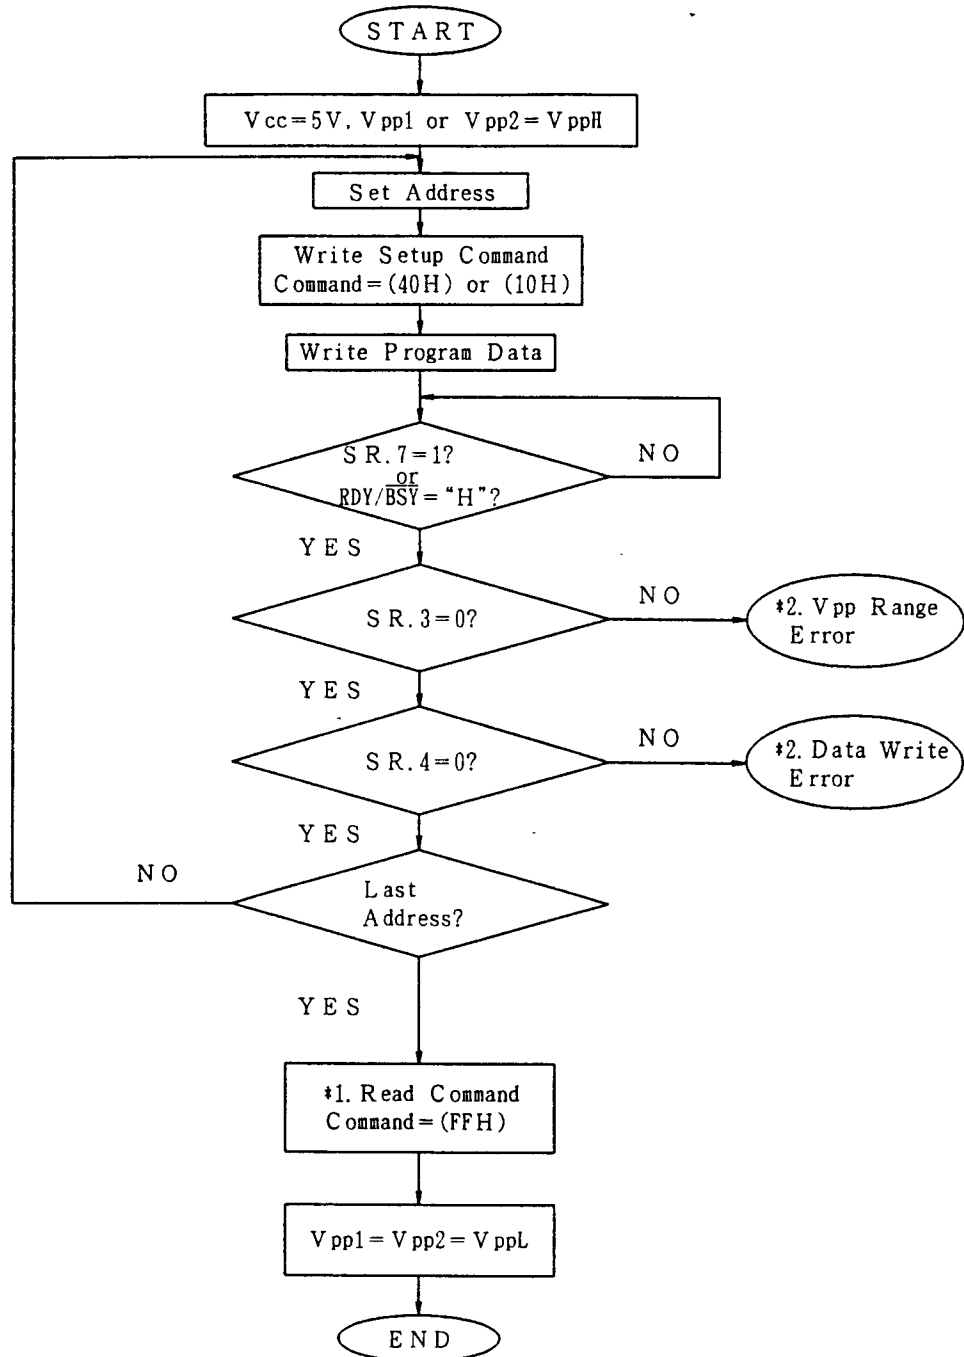 START
Vcc=5V, Vpp1 or Vpp2=VppH
Set Address
Write Setup Command
Command=(40H) or (10H)
Write Program Data
SR.7=1?
or
RDY/B̅S̅Y̅="H"?
NO
YES
SR.3=0?
NO
*2. Vpp Range
Error
YES
SR.4=0?
NO
*2. Data Write
Error
YES
NO
Last
Address?
YES
*1. Read Command
Command=(FFH)
Vpp1=Vpp2=VppL
END